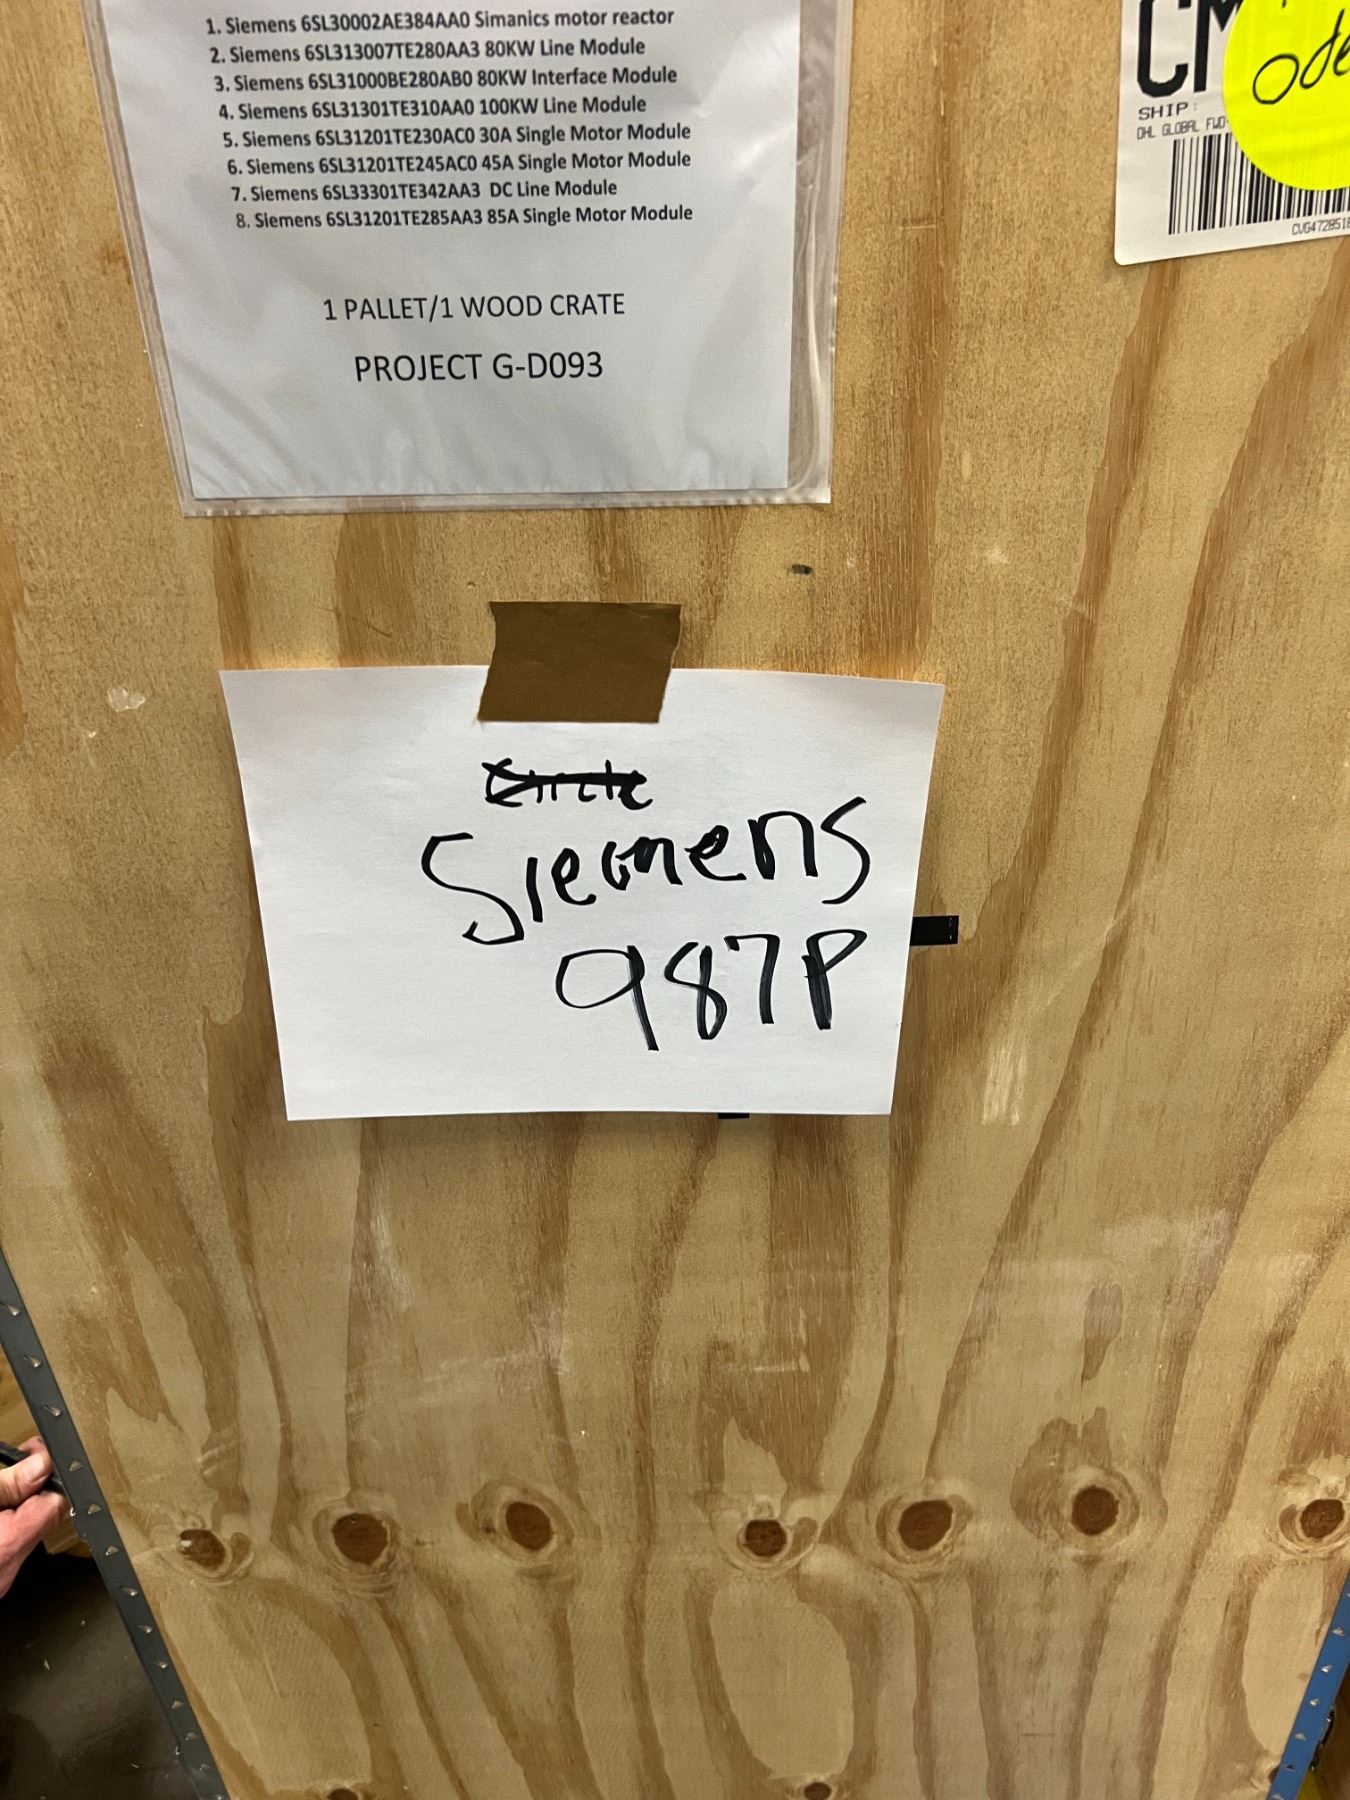 1. Siemens 6SL30002AE384AA0 Simanics motor reactor
2. Siemens 6SL313007TE280AA3 80KW Line Module
3. Siemens 6SL31000BE280AB0 80KW Interface Module
4. Siemens 6SL31301TE310AA0 100KW Line Module
5. Siemens 6SL31201TE230AC0 30A Single Motor Module
6. Siemens 6SL31201TE245AC0 45A Single Motor Module
7. Siemens 6SL33301TE342AA3 DC Line Module
8. Siemens 6SL31201TE285AA3 85A Single Motor Module
1 PALLET/1 WOOD CRATE
PROJECT G-D093
SHIP:
DHL GLOBAL FWD
Siemens
987P